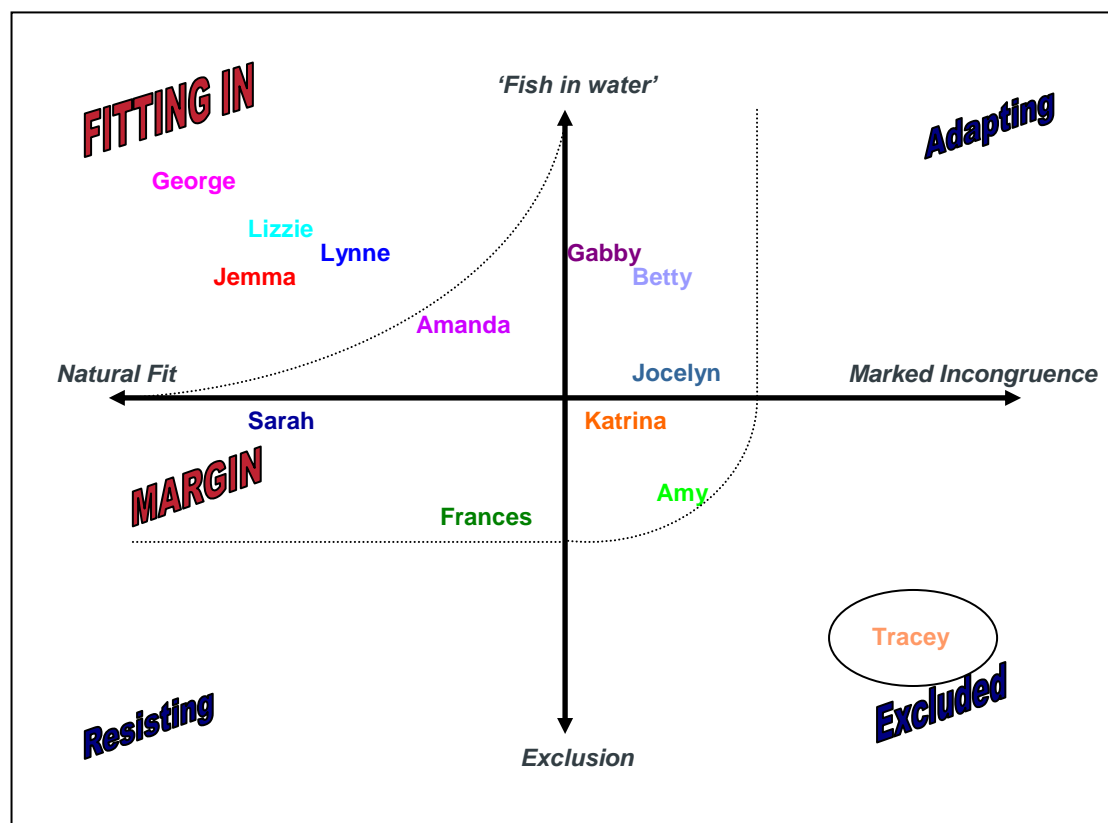 ‘Fish in water’
FITTING IN
Adapting
George
Lizzie
Lynne
Gabby
Jemma
Betty
Amanda
Natural Fit
Jocelyn
Marked Incongruence
Sarah
Katrina
MARGIN
Amy
Frances
Tracey
Resisting
Excluded
Exclusion